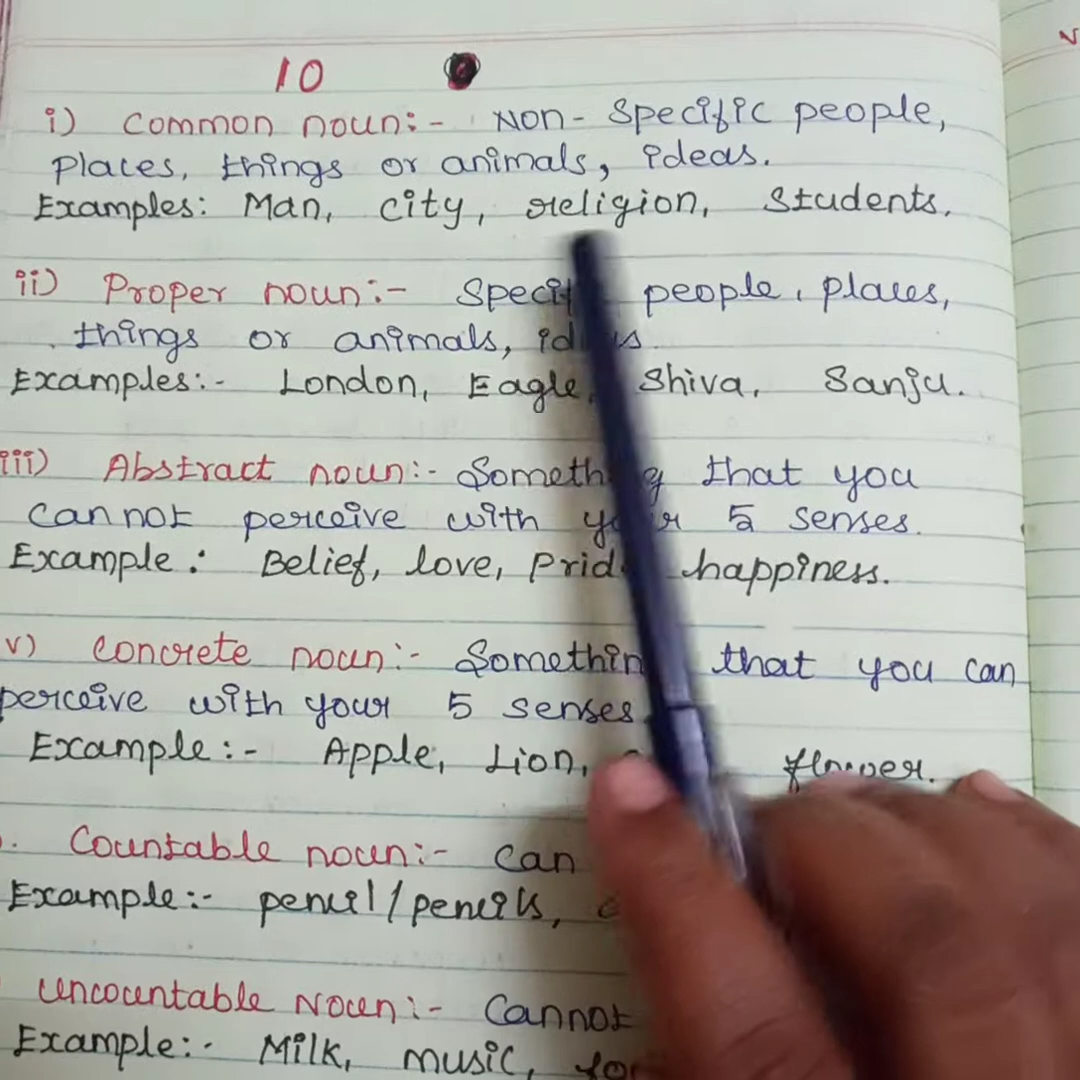 10
i) Common noun:- Non-Specific people,
Places, things or animals, ideas.
Examples: Man, city, religion, Students.
ii) Proper noun:- people, places,
things or animals,
Examples:- London, Eagle, Shiva, Sanju.
iii) Abstract noun:- that you
cannot perceive with 5 senses.
Example: Belief, love, happiness.
v) Concrete noun:- that you can
perceive with your 5 senses
Example:- Apple, Lion, flower.
Countable noun:- Can
Example:- pencil/pencils,
Uncountable Noun:- Cannot
Example:- Milk, music,